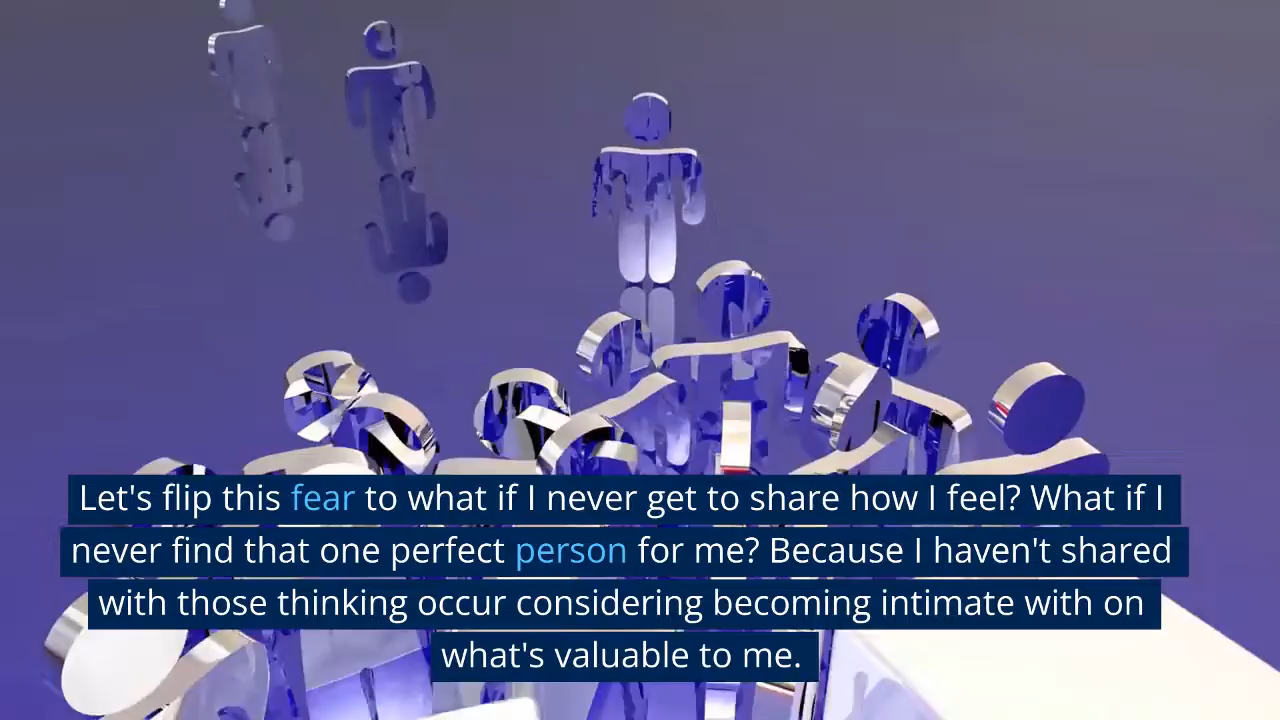 Let's flip this fear to what if I never get to share how I feel? What if I
never find that one perfect person for me? Because I haven't shared
with those thinking occur considering becoming intimate with on
what's valuable to me.